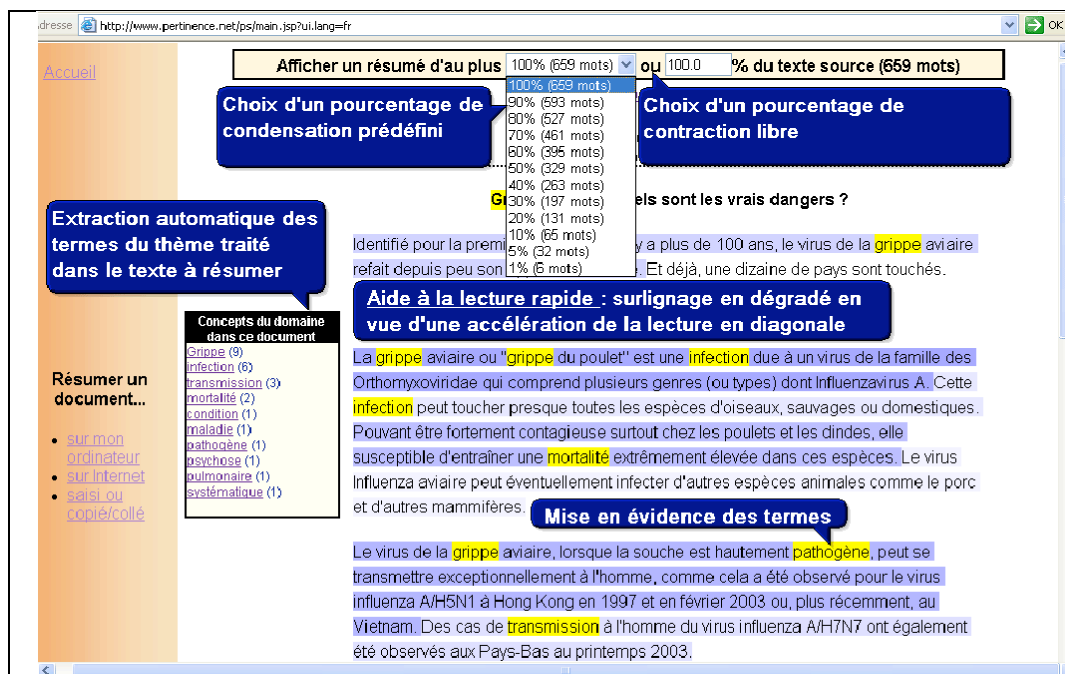 dresse http://www.pertinence.net/ps/main.jsp?ui.lang=fr OK
Accueil
Afficher un résumé d'au plus 100% (659 mots) ou 100.0 % du texte source (659 mots)
100% (659 mots)
90% (593 mots)
80% (527 mots)
70% (461 mots)
60% (395 mots)
50% (329 mots)
40% (263 mots)
30% (197 mots)
20% (131 mots)
10% (65 mots)
5% (32 mots)
1% (6 mots)
Choix d'un pourcentage de
condensation prédéfini
Choix d'un pourcentage de
contraction libre
Extraction automatique des
termes du thème traité
dans le texte à résumer
Concepts du domaine
dans ce document
Grippe (9)
infection (6)
transmission (3)
mortalité (2)
condition (1)
maladie (1)
pathogène (1)
psychose (1)
pulmonaire (1)
systématique (1)
Résumer un
document...
sur mon
ordinateur
sur Internet
saisi ou
copié/collé
els sont les vrais dangers ?
Identifié pour la premi y a plus de 100 ans, le virus de la grippe aviaire
refait depuis peu son e. Et déjà, une dizaine de pays sont touchés.
Aide à la lecture rapide : surlignage en dégradé en
vue d'une accélération de la lecture en diagonale
La grippe aviaire ou "grippe du poulet" est une infection due à un virus de la famille des
Orthomyxoviridae qui comprend plusieurs genres (ou types) dont Influenzavirus A. Cette
infection peut toucher presque toutes les espèces d'oiseaux, sauvages ou domestiques.
Pouvant être fortement contagieuse surtout chez les poulets et les dindes, elle
susceptible d'entraîner une mortalité extrêmement élevée dans ces espèces. Le virus
Influenza aviaire peut éventuellement infecter d'autres espèces animales comme le porc
et d'autres mammifères.
Mise en évidence des termes
Le virus de la grippe aviaire, lorsque la souche est hautement pathogène, peut se
transmettre exceptionnellement à l'homme, comme cela a été observé pour le virus
influenza A/H5N1 à Hong Kong en 1997 et en février 2003 ou, plus récemment, au
Vietnam. Des cas de transmission à l'homme du virus influenza A/H7N7 ont également
été observés aux Pays-Bas au printemps 2003.